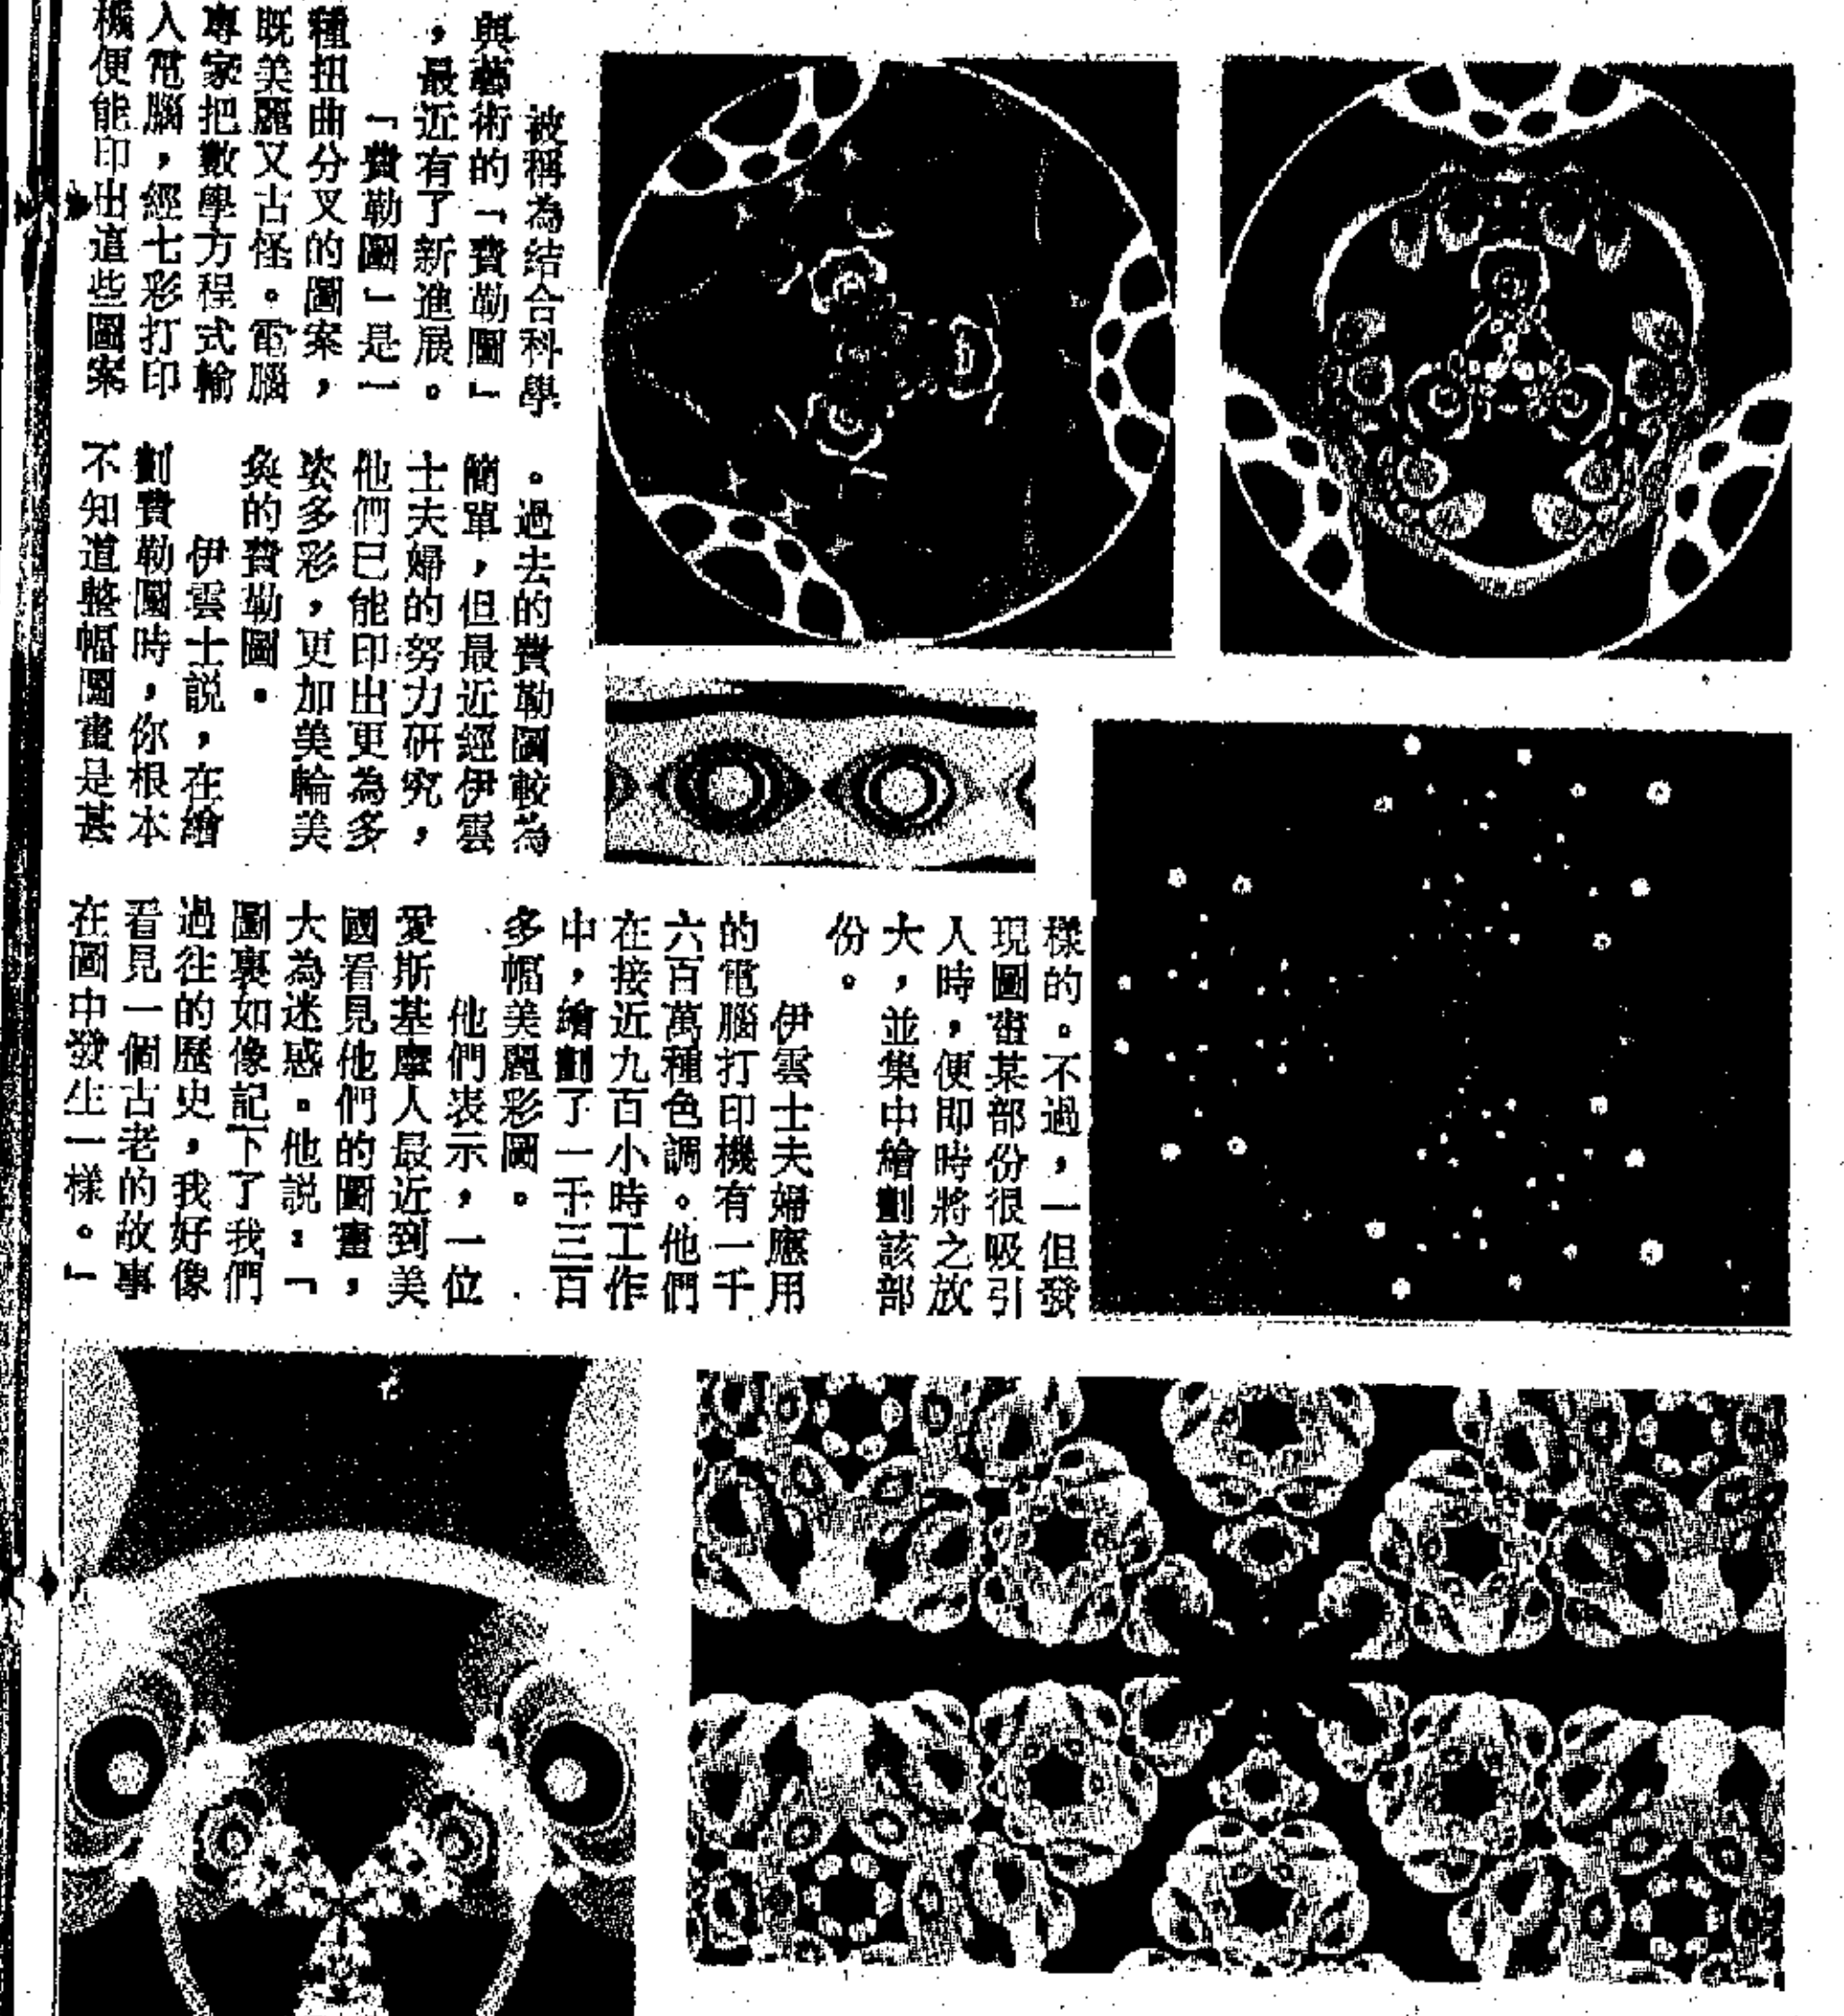 被稱為結合科學
與藝術的「費勒圖」
，最近有了新進展。
「費勒圖」是一
種扭曲分叉的圖案，
既美麗又古怪。電腦
專家把數學方程式輸
入電腦，經七彩打印
機便能印出這些圖案
。過去的費勒圖較為
簡單，但最近經伊雲
士夫婦的努力研究，
他們已能印出更為多
姿多彩，更加美輪美
奐的費勒圖。
伊雲士説，在繪
劃費勒圖時，你根本
不知道整幅圖畫是甚
樣的。不過，一但發
現圖畫某部份很吸引
人時，便即時將之放
大，並集中繪劃該部
份。
伊雲士夫婦應用
的電腦打印機有一千
六百萬種色調。他們
在接近九百小時工作
中，繪劃了一千三百
多幅美麗彩圖。
他們表示，一位
愛斯基摩人最近到美
國看見他們的圖畫，
大為迷惑。他説：「
圖裏如像記下了我們
過往的歷史，我好像
看見一個古老的故事
在圖中發生一樣。」